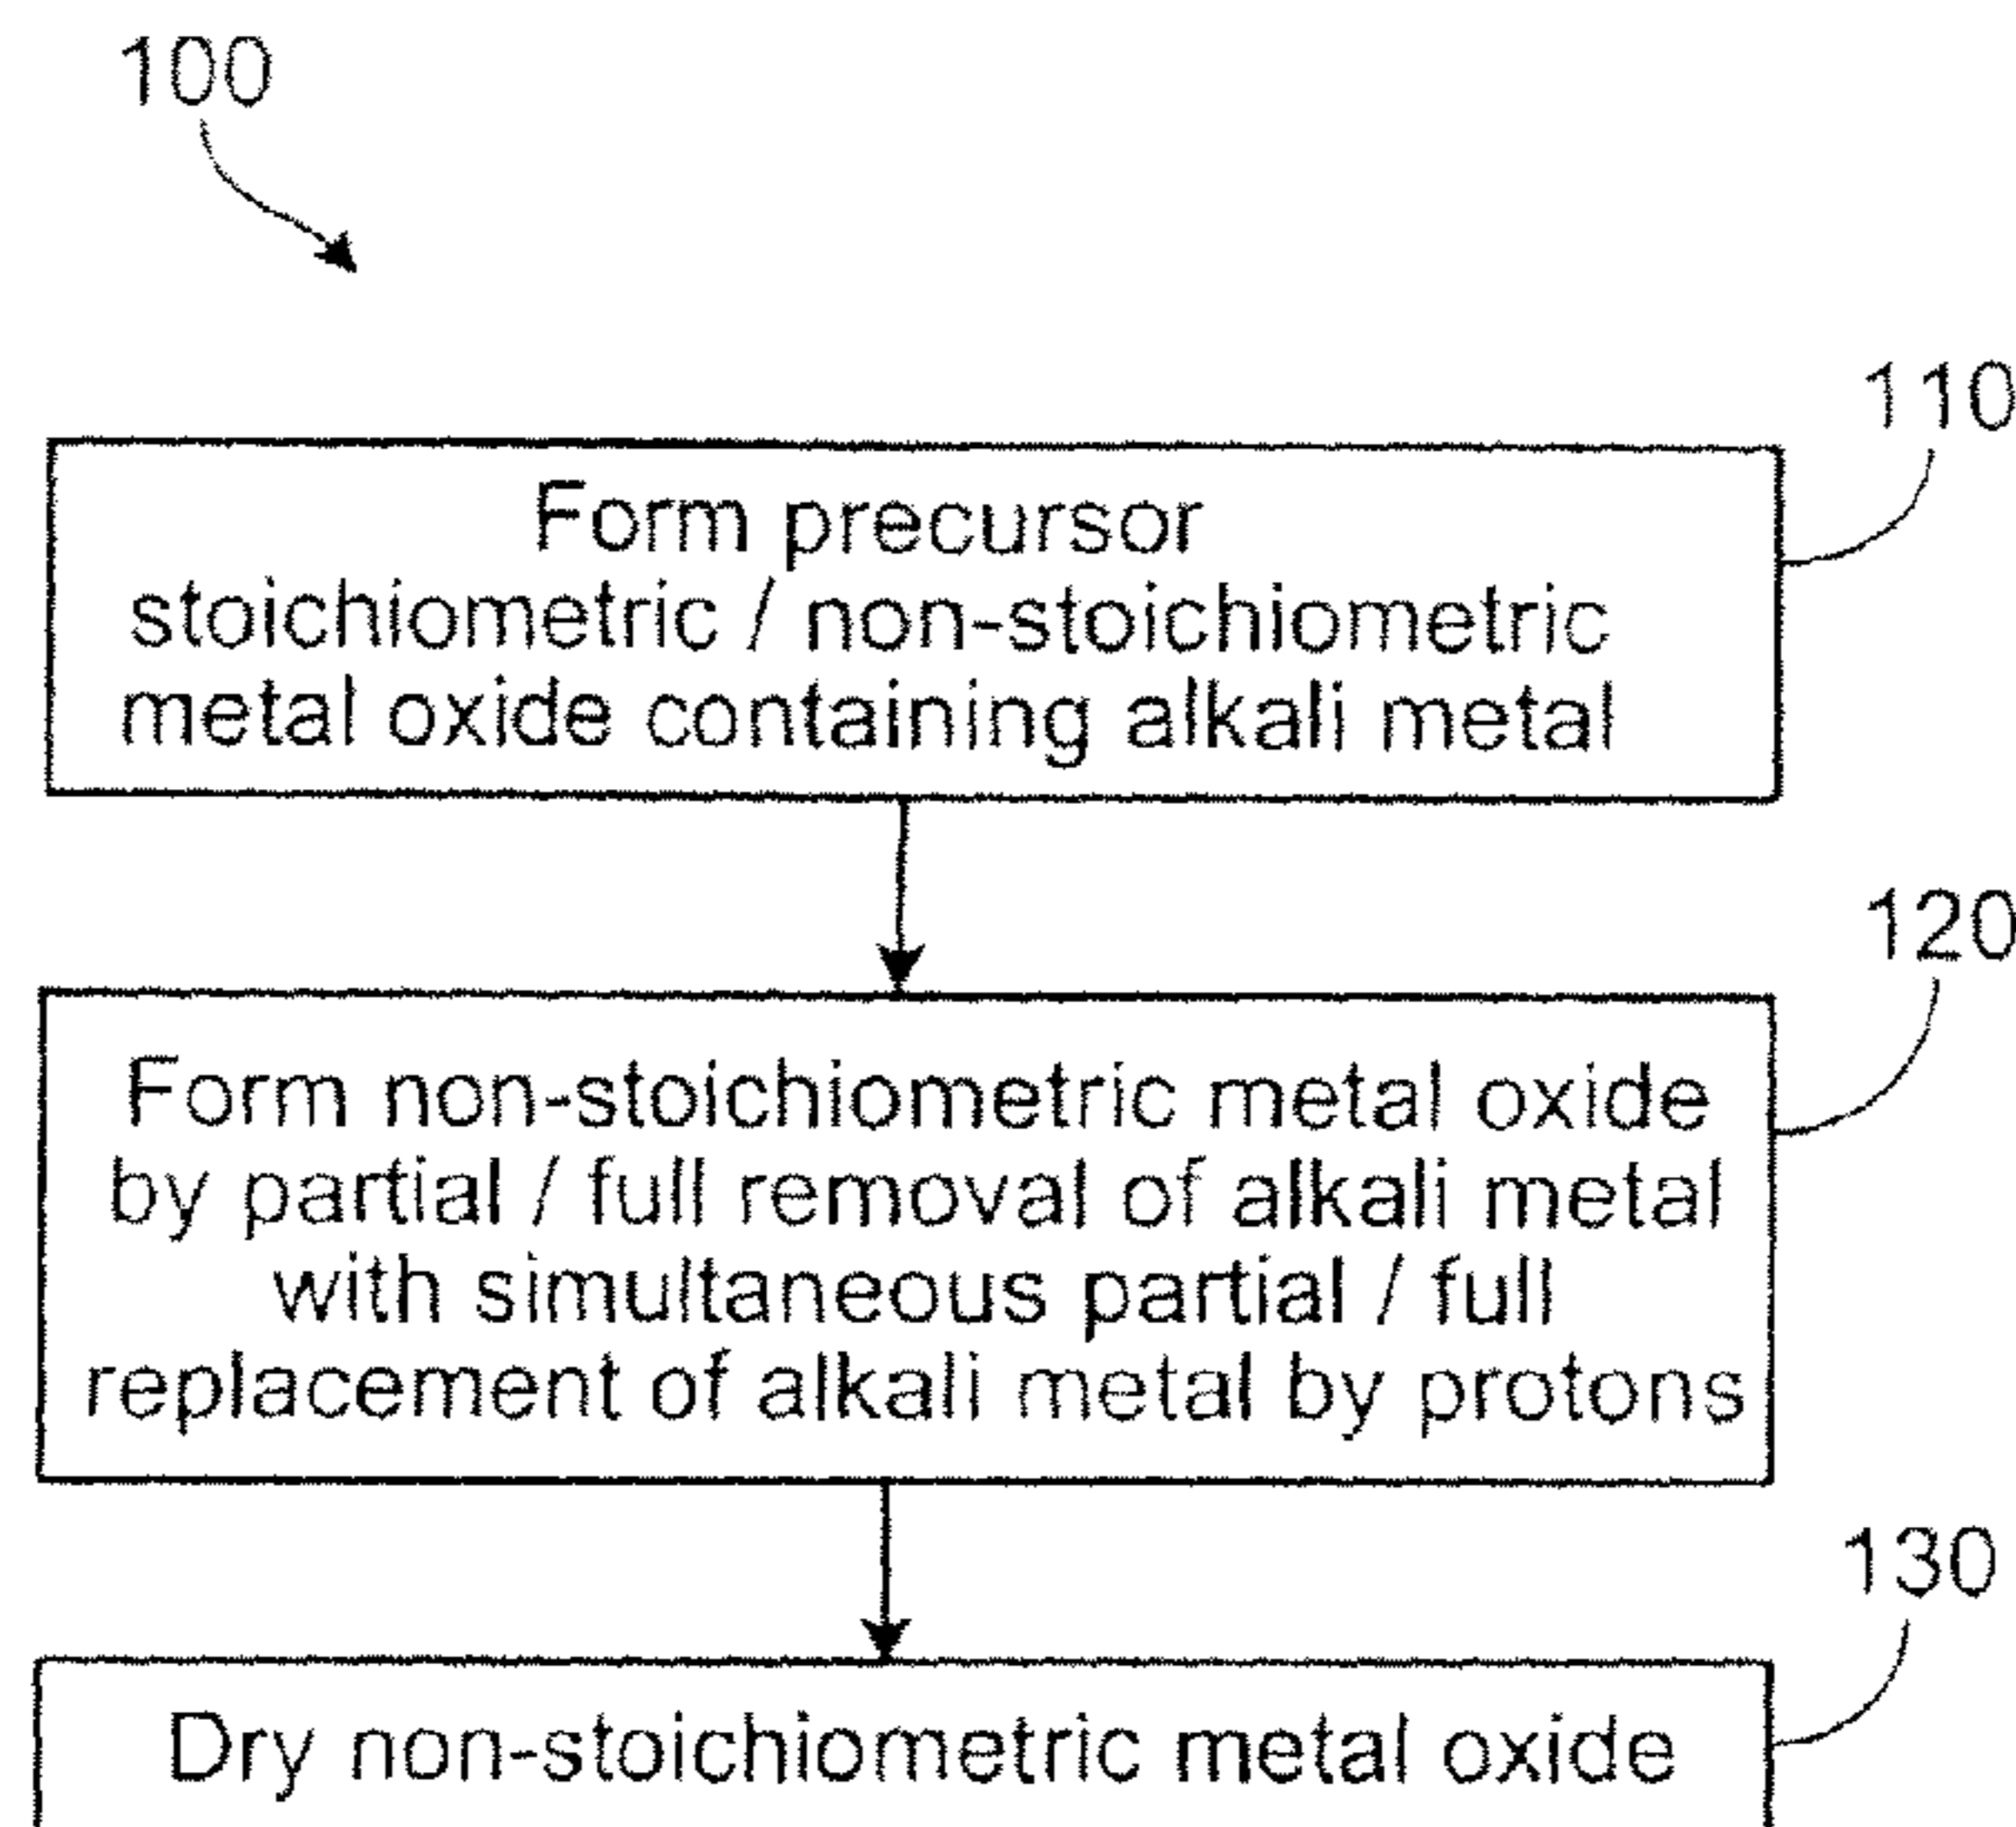 100
110
Form precursor
stoichiometric / non-stoichiometric
metal oxide containing alkali metal
120
Form non-stoichiometric metal oxide
by partial / full removal of alkali metal
with simultaneous partial / full
replacement of alkali metal by protons
130
Dry non-stoichiometric metal oxide